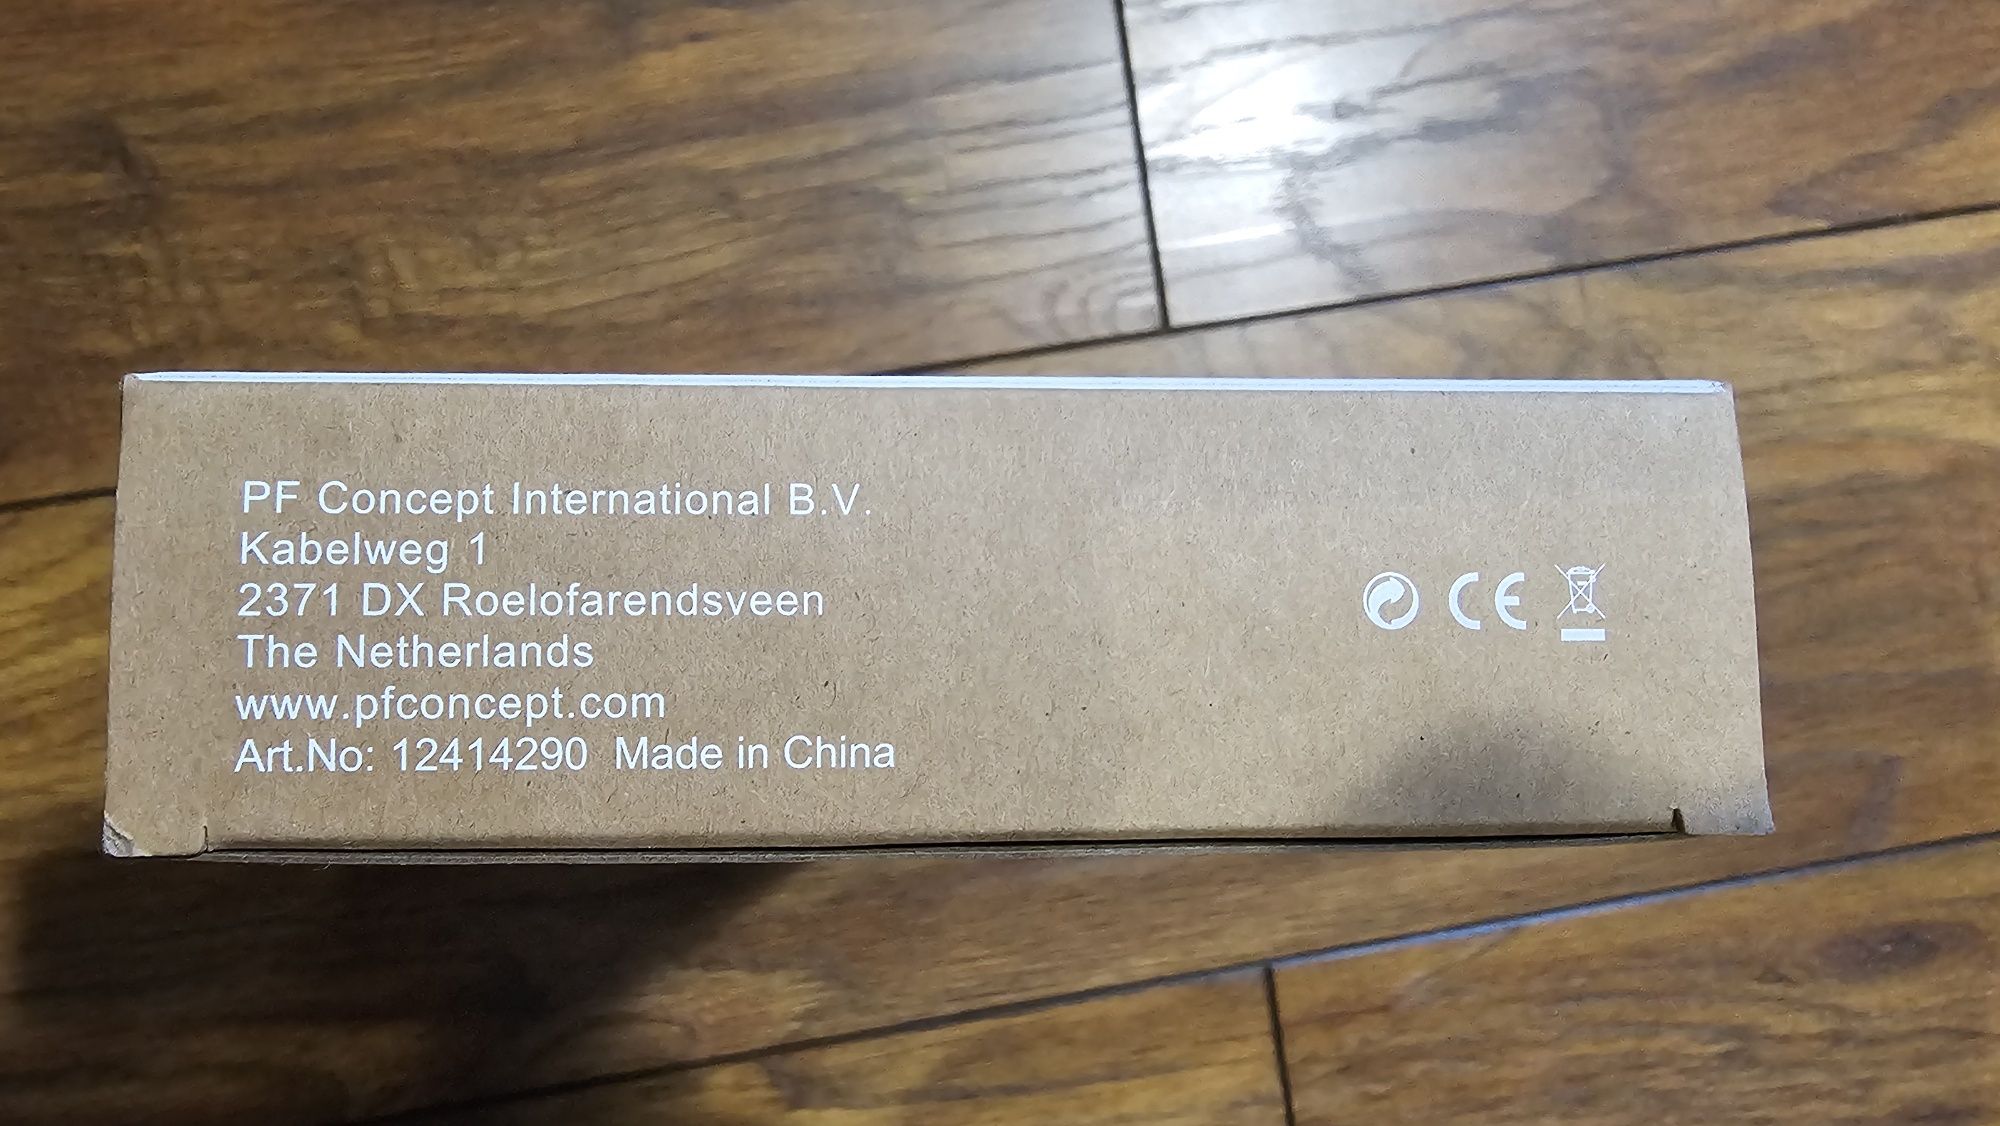 PF Concept International B.V.
Kabelweg 1
2371 DX Roelofarendsveen
The Netherlands
www.pfconcept.com
Art.No: 12414290 Made in China
CE